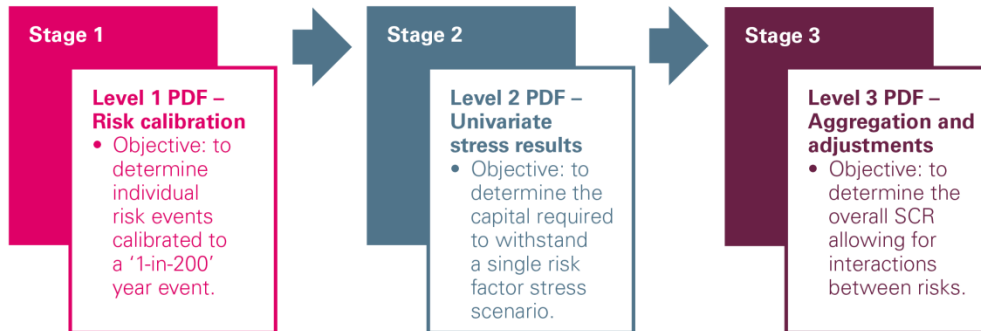 Stage 1
Level 1 PDF –
Risk calibration
• Objective: to
determine
individual
risk events
calibrated to
a ‘1-in-200’
year event.
Stage 2
Level 2 PDF –
Univariate
stress results
• Objective: to
determine the
capital required
to withstand
a single risk
factor stress
scenario.
Stage 3
Level 3 PDF –
Aggregation and
adjustments
• Objective: to
determine the
overall SCR
allowing for
interactions
between risks.